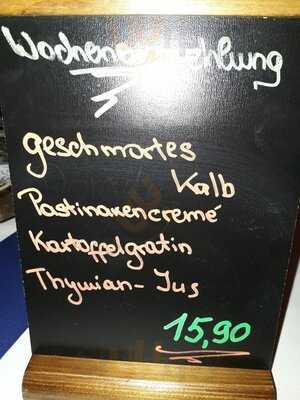 Wochenempfehlung
geschmortes
Kalb
Pastinakencremé
Kartoffelgratin
Thymian-Jus
15,90